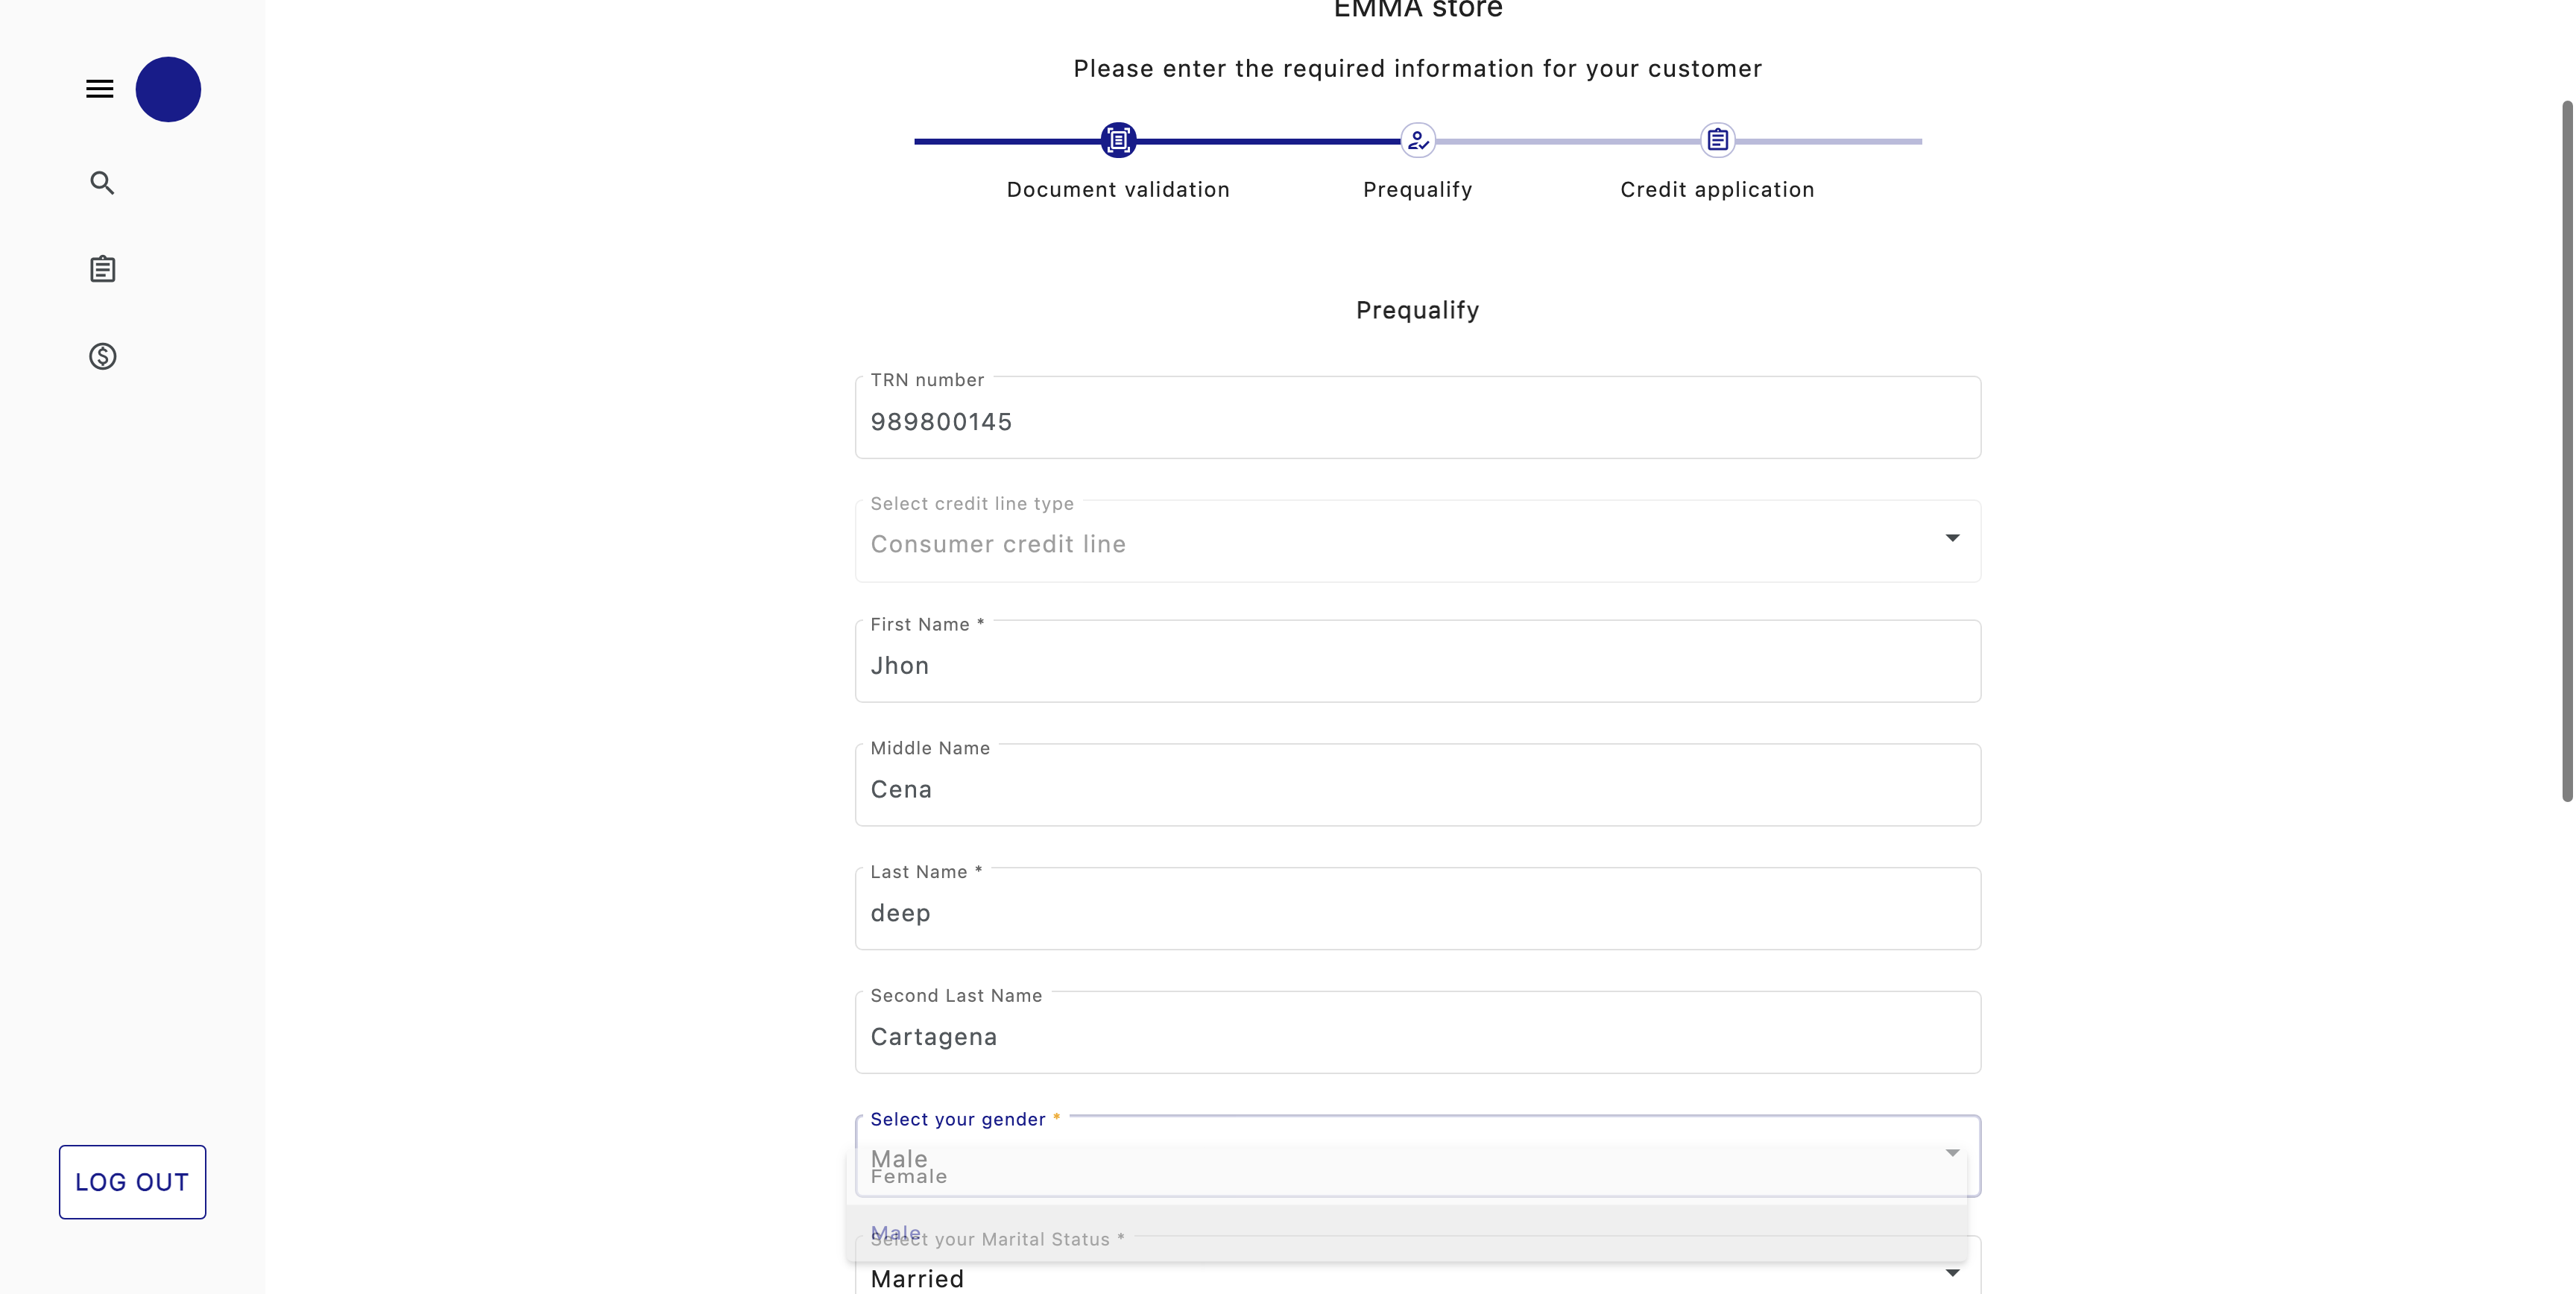 EMMA store
Please enter the required information for your customer
Document validation
Prequalify
Credit application
Prequalify
TRN number
989800145
Select credit line type
Consumer credit line
First Name *
Jhon
Middle Name
Cena
Last Name *
deep
Second Last Name
Cartagena
Select your gender *
Male
Female
Male
Select your Marital Status *
Married
LOG OUT